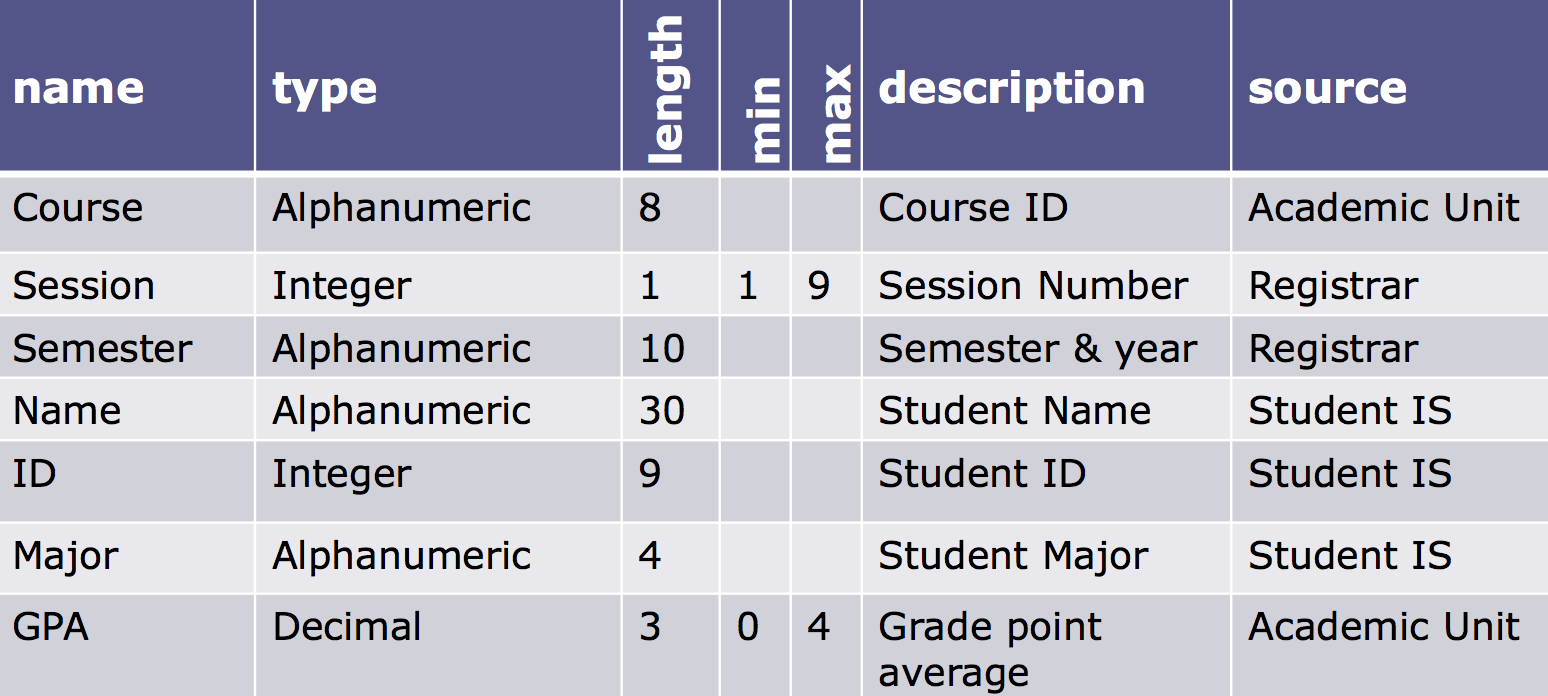 name type length min max description source
Course Alphanumeric 8 Course ID Academic Unit
Session Integer 1 1 9 Session Number Registrar
Semester Alphanumeric 10 Semester & year Registrar
Name Alphanumeric 30 Student Name Student IS
ID Integer 9 Student ID Student IS
Major Alphanumeric 4 Student Major Student IS
GPA Decimal 3 0 4 Grade point Academic Unit
average